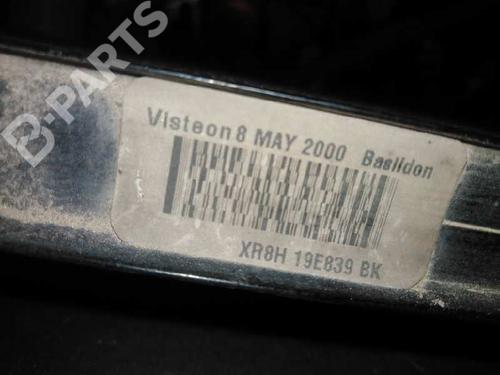 B-PARTS
Visteon 8 MAY 2000 Basildon
XR8H 19E839 BK